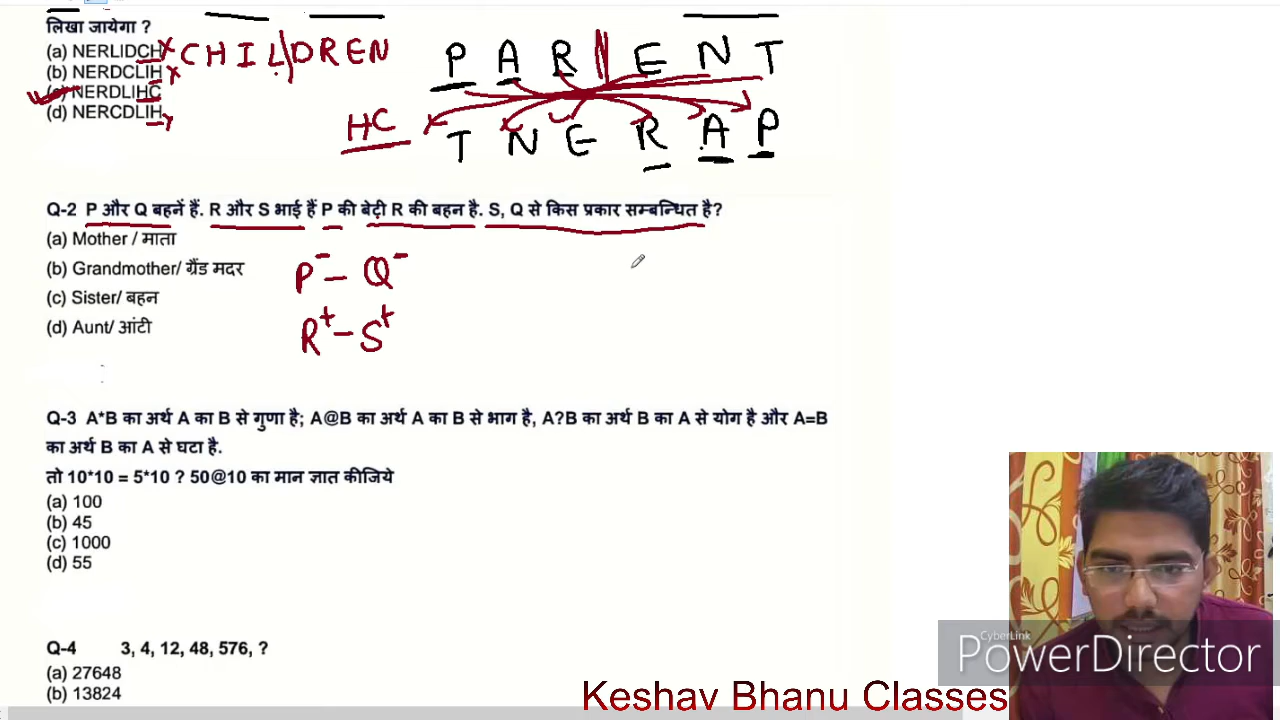 लिखा जायेगा ?
(a) NERLIDCH
(b) NERDCLIH
(c) NERDLIHC
(d) NERCDLIH
CHILDREN
PARENT
HC
TNERAP
Q-2 P और Q बहनें हैं. R और S भाई हैं P की बेटी R की बहन है. S, Q से किस प्रकार सम्बन्धित है?
(a) Mother / माता
(b) Grandmother/ ग्रैंड मदर
(c) Sister/ बहन
(d) Aunt/ आंटी
P⁻ – Q⁻
R⁺ – S⁺
Q-3 A*B का अर्थ A का B से गुणा है; A@B का अर्थ A का B से भाग है, A?B का अर्थ B का A से योग है और A=B
का अर्थ B का A से घटा है.
तो 10*10 = 5*10 ? 50@10 का मान ज्ञात कीजिये
(a) 100
(b) 45
(c) 1000
(d) 55
Q-4 3, 4, 12, 48, 576, ?
(a) 27648
(b) 13824
CyberLink
PowerDirector
Keshav Bhanu Classes